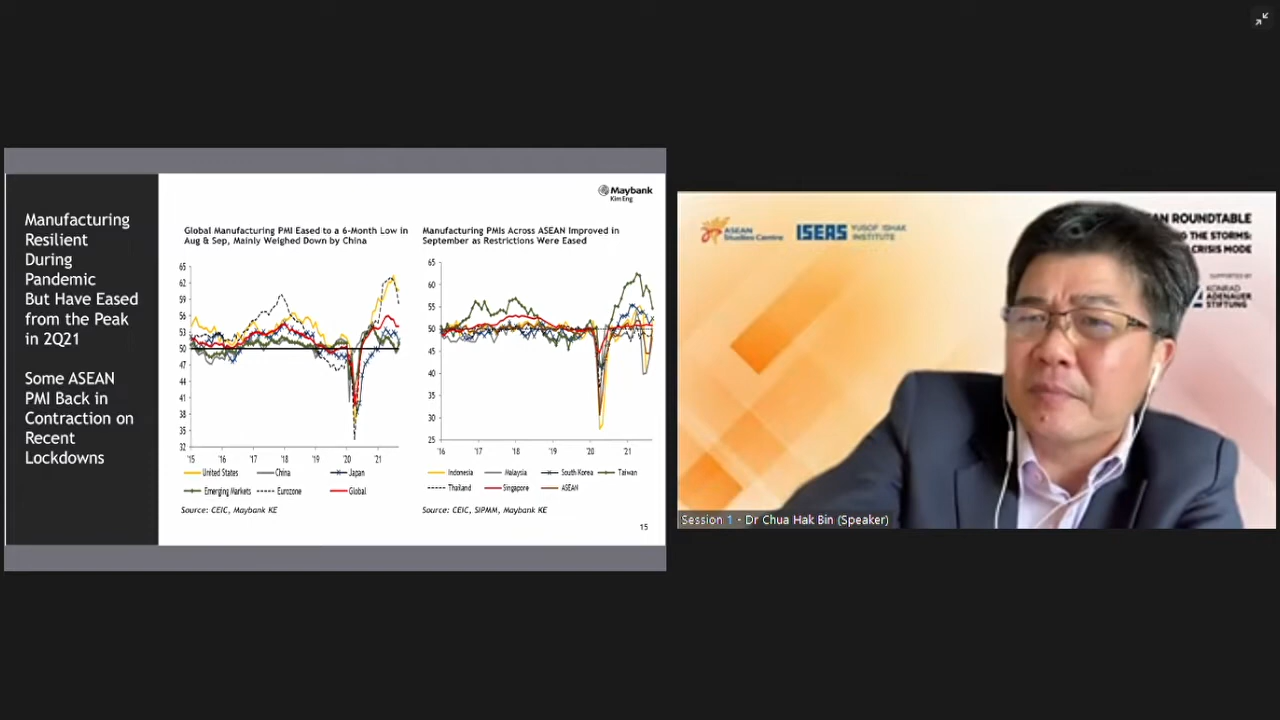 Manufacturing
Resilient
During
Pandemic
But Have Eased
from the Peak
in 2Q21
Some ASEAN
PMI Back in
Contraction on
Recent
Lockdowns
Maybank
Kim Eng
Global Manufacturing PMI Eased to a 6-Month Low in
Aug & Sep, Mainly Weighed Down by China
65
62
59
56
53
50
47
44
41
38
35
32
'15 '16 '17 '18 '19 '20 '21
United States China Japan
Emerging Markets Eurozone Global
Source: CEIC, Maybank KE
Manufacturing PMIs Across ASEAN Improved in
September as Restrictions Were Eased
65
60
55
50
45
40
35
30
25
'16 '17 '18 '19 '20 '21
Indonesia Malaysia South Korea Taiwan
Thailand Singapore ASEAN
Source: CEIC, SIPMM, Maybank KE
15
ASEAN
Studies Centre
ISEAS YUSOF ISHAK
INSTITUTE
AN ROUNDTABLE
NG THE STORMS:
CRISIS MODE
SUPPORTED BY
KONRAD
ADENAUER
STIFTUNG
Session 1 - Dr Chua Hak Bin (Speaker)